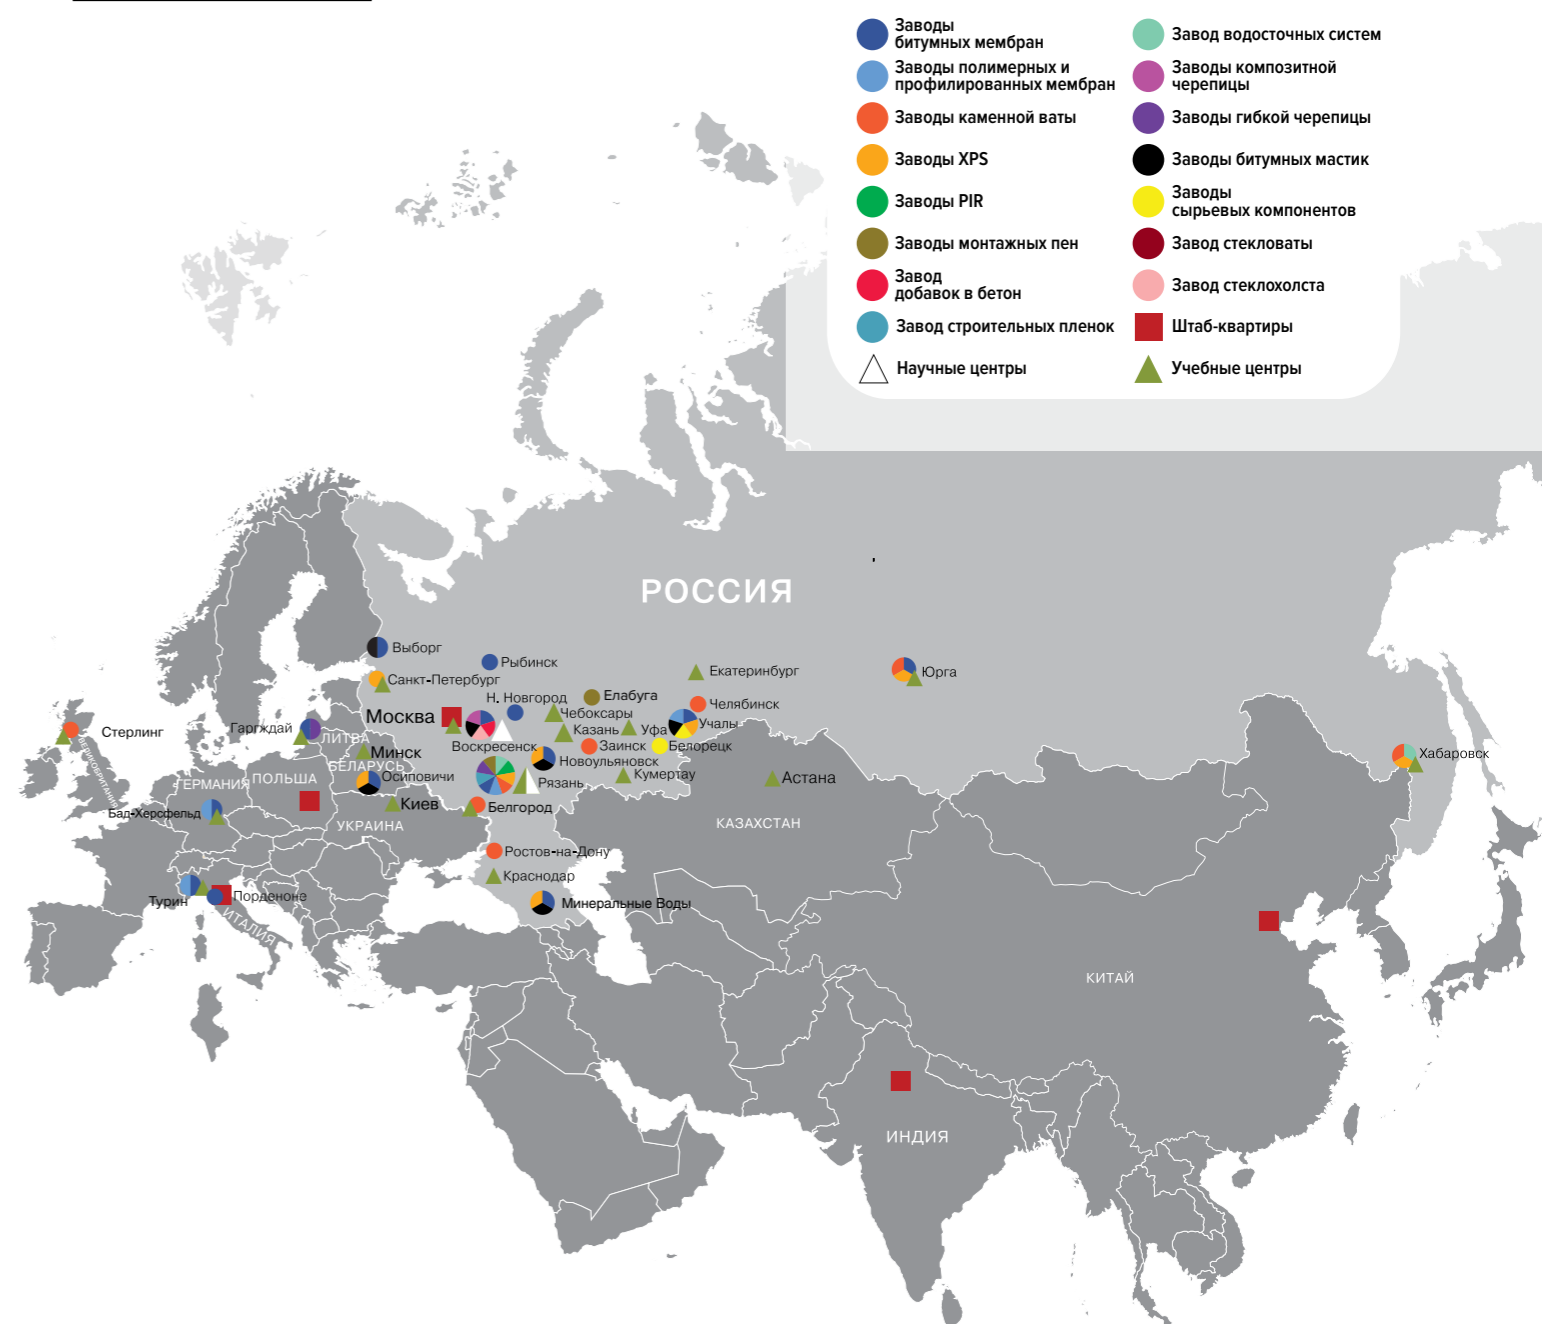 Заводы
битумных мембран
Заводы полимерных и
профилированных мембран
Заводы каменной ваты
Заводы XPS
Заводы PIR
Заводы монтажных пен
Завод
добавок в бетон
Завод строительных пленок
Научные центры
Завод водосточных систем
Заводы композитной
черепицы
Заводы гибкой черепицы
Заводы битумных мастик
Заводы
сырьевых компонентов
Завод стекловаты
Завод стеклохолста
Штаб-квартиры
Учебные центры
РОССИЯ
Выборг
Рыбинск
Санкт-Петербург
Екатеринбург
Юрга
Н. Новгород
Елабуга
Челябинск
Москва
Чебоксары
Гаргждай
Стерлинг
ВЕЛИКОБРИТАНИЯ
ЛИТВА
Казань
Уфа
Учалы
Воскресенск
Заинск
Белорецк
Минск
Хабаровск
БЕЛАРУСЬ
Новоульяновск
Осиповичи
Кумертау
Астана
ГЕРМАНИЯ
ПОЛЬША
Рязань
Киев
Белгород
Бад-Херсфельд
УКРАИНА
КАЗАХСТАН
Ростов-на-Дону
Краснодар
Турин
Порденоне
Минеральные Воды
ИТАЛИЯ
КИТАЙ
ИНДИЯ